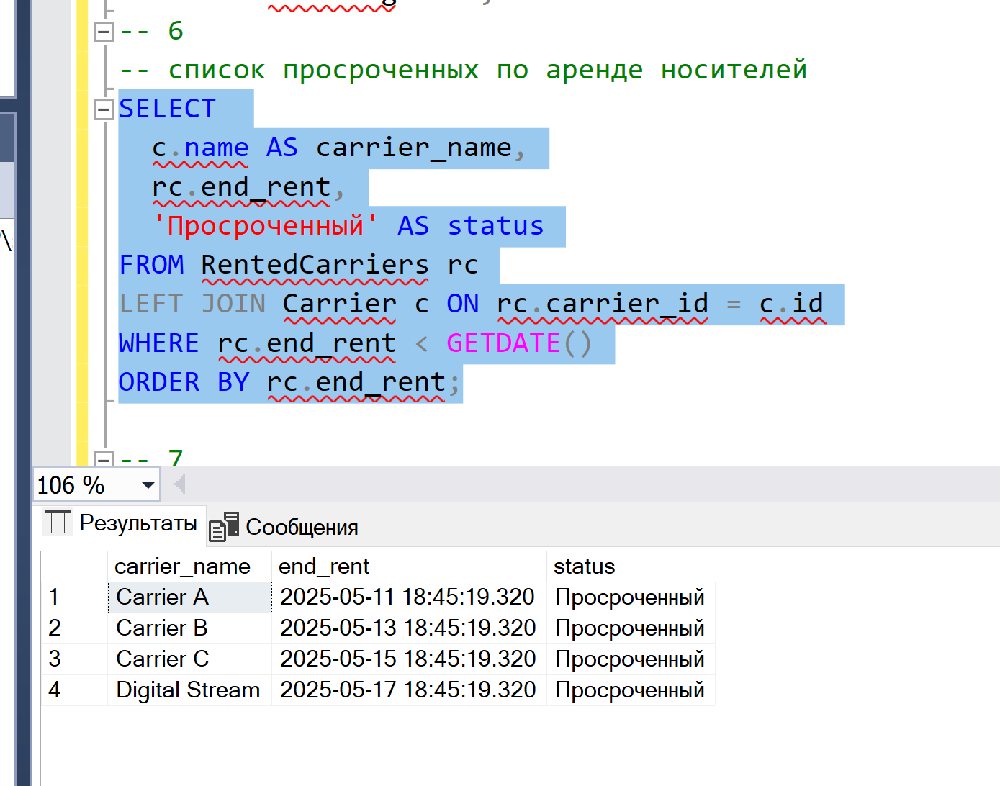 -- 6
-- список просроченных по аренде носителей
SELECT
c.name AS carrier_name,
rc.end_rent,
'Просроченный' AS status
FROM RentedCarriers rc
LEFT JOIN Carrier c ON rc.carrier_id = c.id
WHERE rc.end_rent < GETDATE()
ORDER BY rc.end_rent;
-- 7
106 %
Результаты Сообщения
carrier_name end_rent status
1 Carrier A 2025-05-11 18:45:19.320 Просроченный
2 Carrier B 2025-05-13 18:45:19.320 Просроченный
3 Carrier C 2025-05-15 18:45:19.320 Просроченный
4 Digital Stream 2025-05-17 18:45:19.320 Просроченный